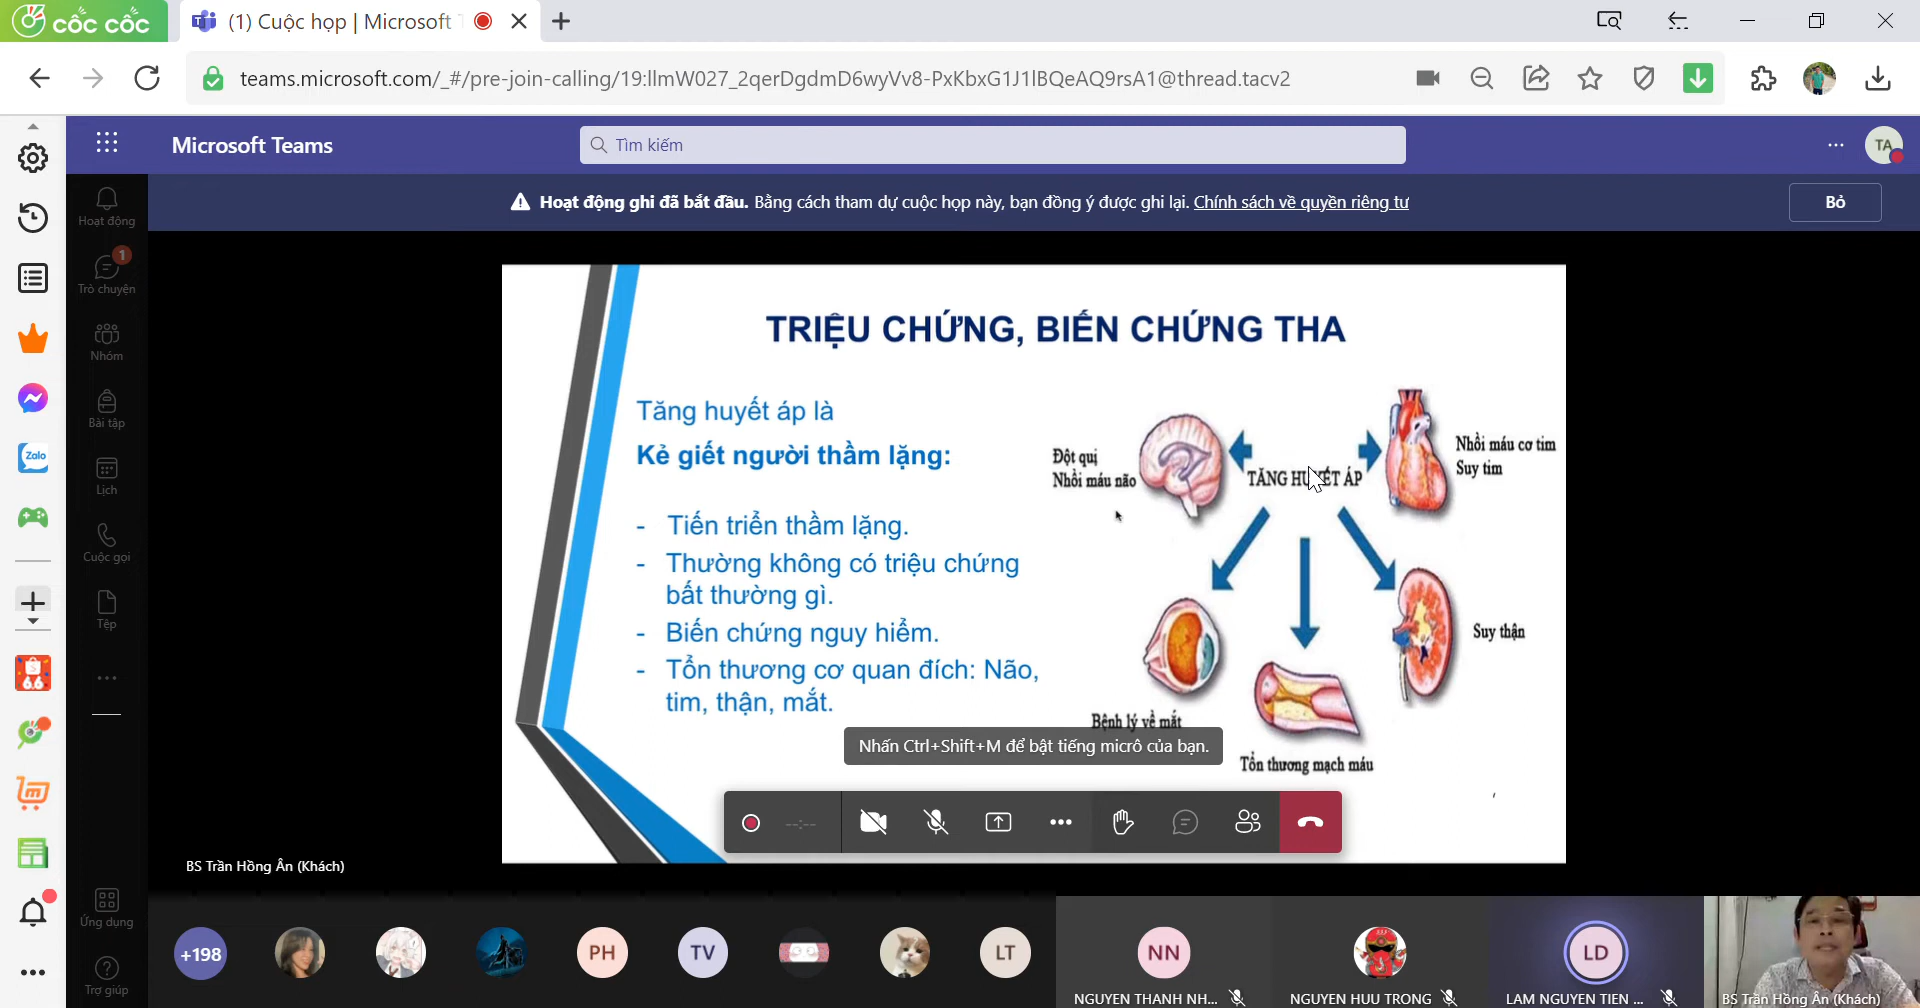 cốc cốc
(1) Cuộc họp | Microsoft
teams.microsoft.com/_#/pre-join-calling/19:llmW027_2qerDgdmD6wyVv8-PxKbxG1J1lBQeAQ9rsA1@thread.tacv2
Microsoft Teams
Tìm kiếm
TA
Hoạt động ghi đã bắt đầu. Bằng cách tham dự cuộc họp này, bạn đồng ý được ghi lại. Chính sách về quyền riêng tư
Bỏ
Hoạt động
1
Trò chuyện
Nhóm
Bài tập
Lịch
Cuộc gọi
Tệp
Ứng dụng
Trợ giúp
Zalo
6.6
TRIỆU CHỨNG, BIẾN CHỨNG THA
Tăng huyết áp là
Kẻ giết người thầm lặng:
- Tiến triển thầm lặng.
- Thường không có triệu chứng
bất thường gì.
- Biến chứng nguy hiểm.
- Tổn thương cơ quan đích: Não,
tim, thận, mắt.
Đột quị
Nhồi máu não
TĂNG HUYẾT ÁP
Nhồi máu cơ tim
Suy tim
Suy thận
Bệnh lý về mắt
Tổn thương mạch máu
Nhấn Ctrl+Shift+M để bật tiếng micrô của bạn.
--:--
BS Trần Hồng Ân (Khách)
+198
PH
TV
LT
NN
NGUYEN THANH NH...
NGUYEN HUU TRONG
LD
LAM NGUYEN TIEN ...
BS Trần Hồng Ân (Khách)